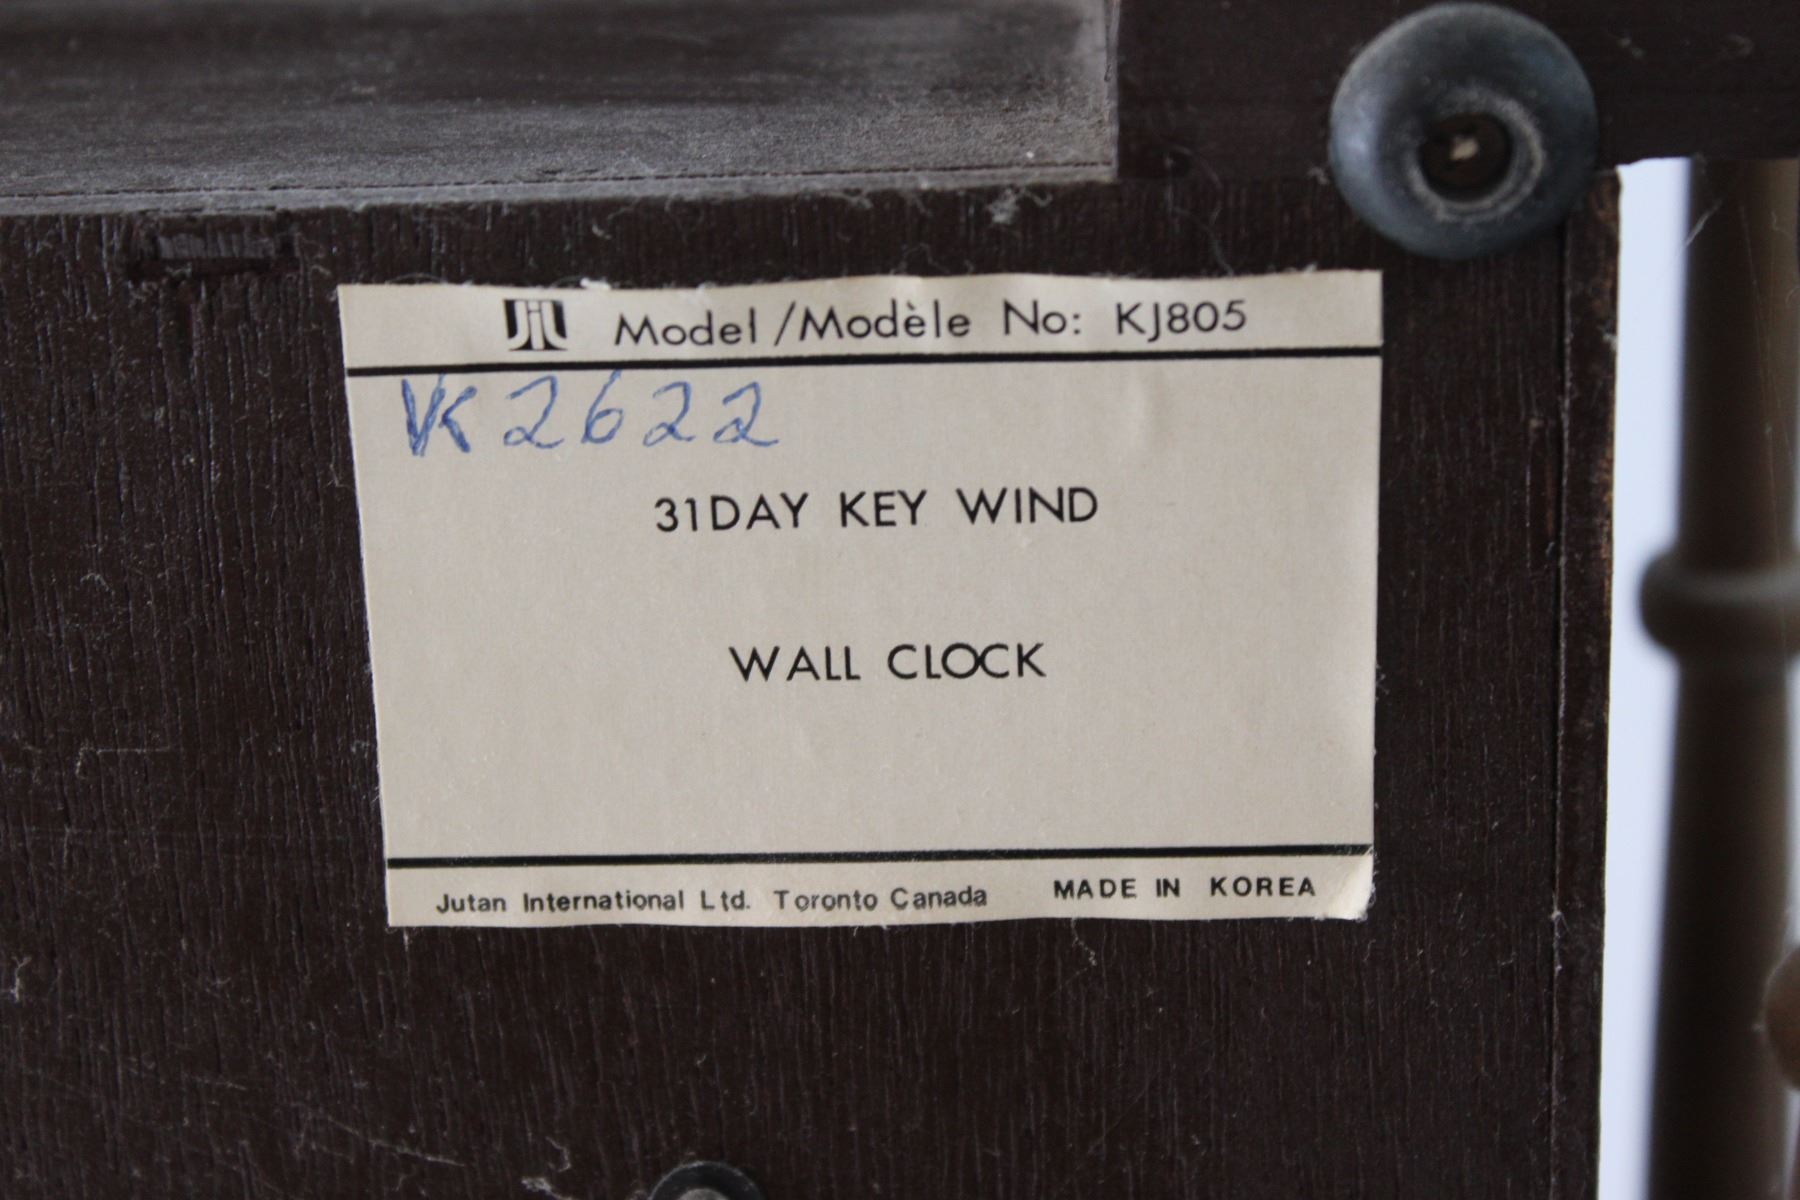 JIL Model / Modèle No: KJ805
VK2622
31DAY KEY WIND
WALL CLOCK
Jutan International Ltd. Toronto Canada MADE IN KOREA